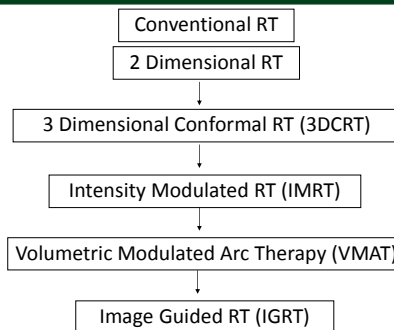 Conventional RT
2 Dimensional RT
3 Dimensional Conformal RT (3DCRT)
Intensity Modulated RT (IMRT)
Volumetric Modulated Arc Therapy (VMAT)
Image Guided RT (IGRT)